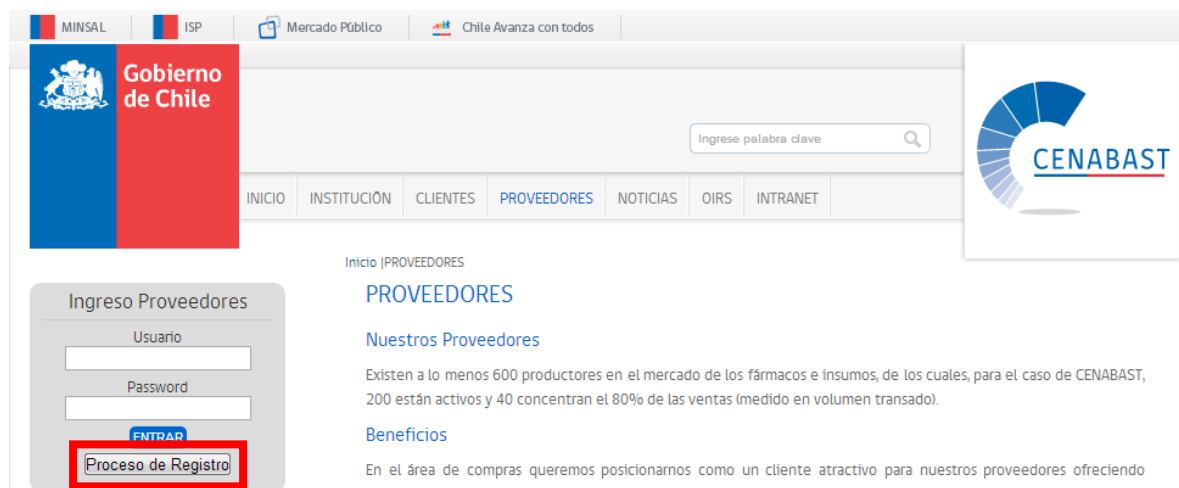 MINSAL
ISP
Mercado Público
Chile Avanza con todos
Gobierno
de Chile
Ingrese palabra clave
CENABAST
INICIO
INSTITUCIÓN
CLIENTES
PROVEEDORES
NOTICIAS
OIRS
INTRANET
Inicio |PROVEEDORES
Ingreso Proveedores
Usuario
Password
ENTRAR
Proceso de Registro
PROVEEDORES
Nuestros Proveedores
Existen a lo menos 600 productores en el mercado de los fármacos e insumos, de los cuales, para el caso de CENABAST,
200 están activos y 40 concentran el 80% de las ventas (medido en volumen transado).
Beneficios
En el área de compras queremos posicionarnos como un cliente atractivo para nuestros proveedores ofreciendo